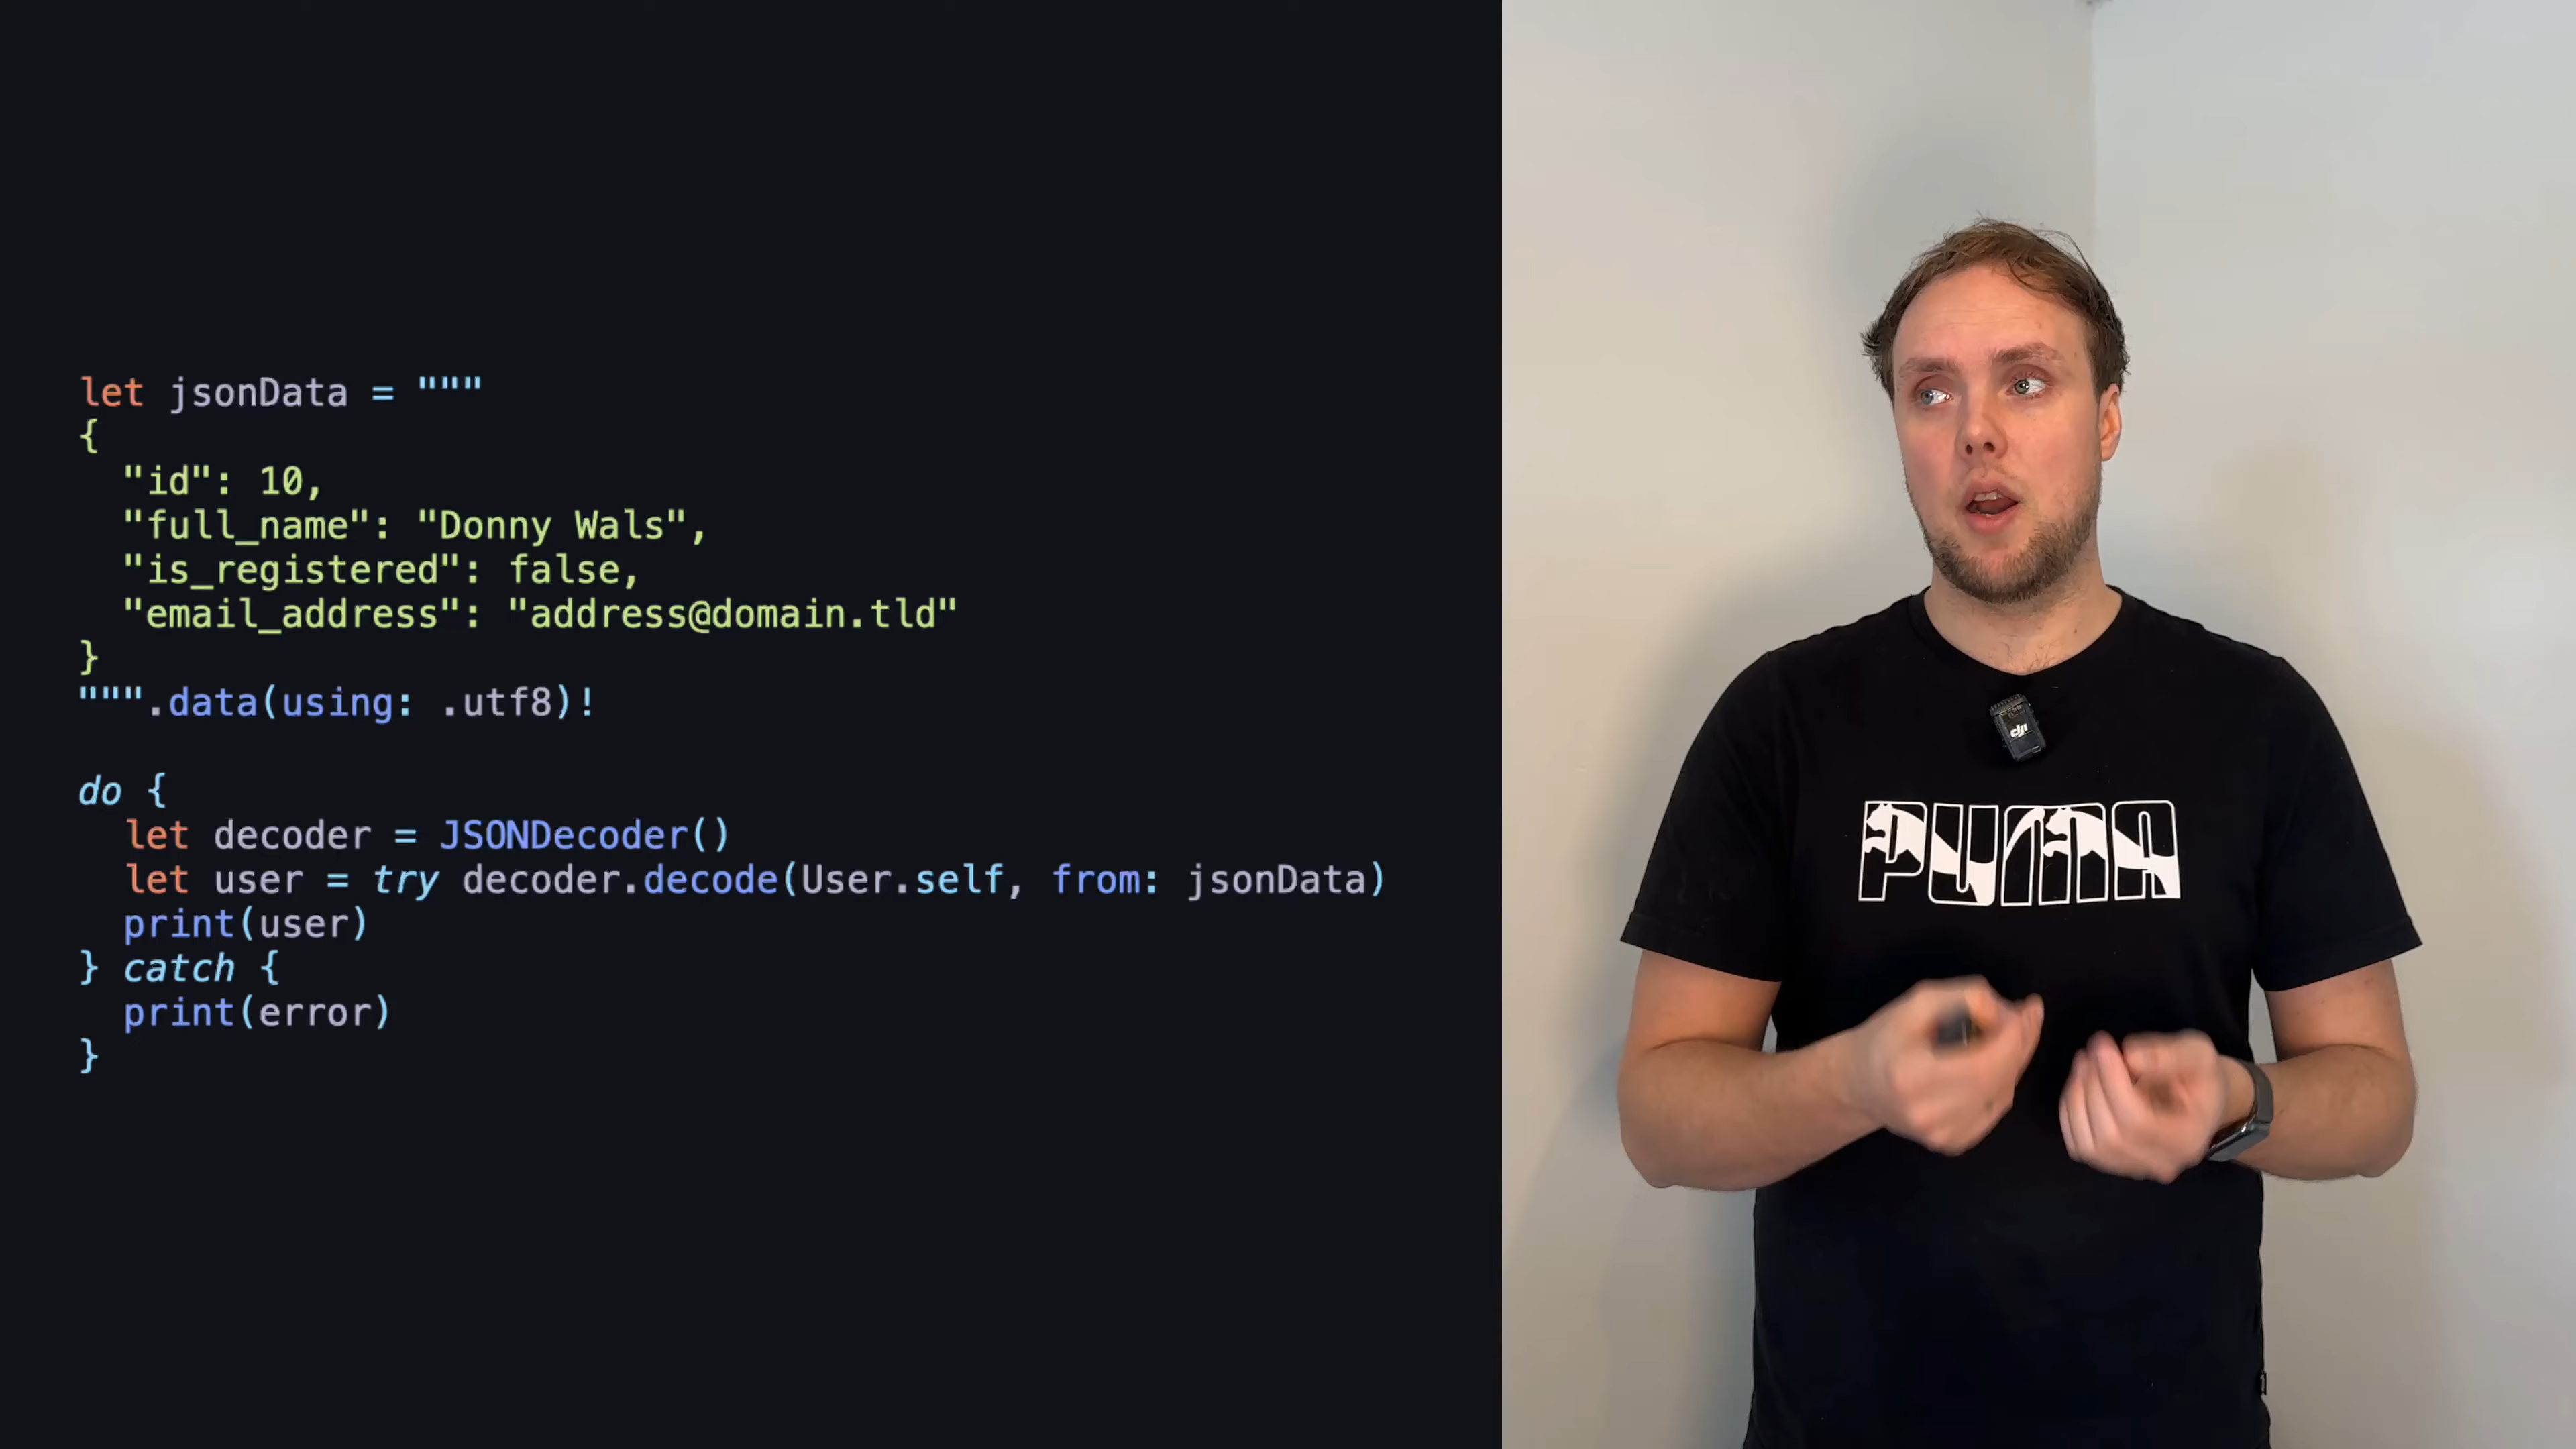 let jsonData = """
{
  "id": 10,
  "full_name": "Donny Wals",
  "is_registered": false,
  "email_address": "address@domain.tld"
}
""".data(using: .utf8)!

do {
  let decoder = JSONDecoder()
  let user = try decoder.decode(User.self, from: jsonData)
  print(user)
} catch {
  print(error)
}
dji
PUMA